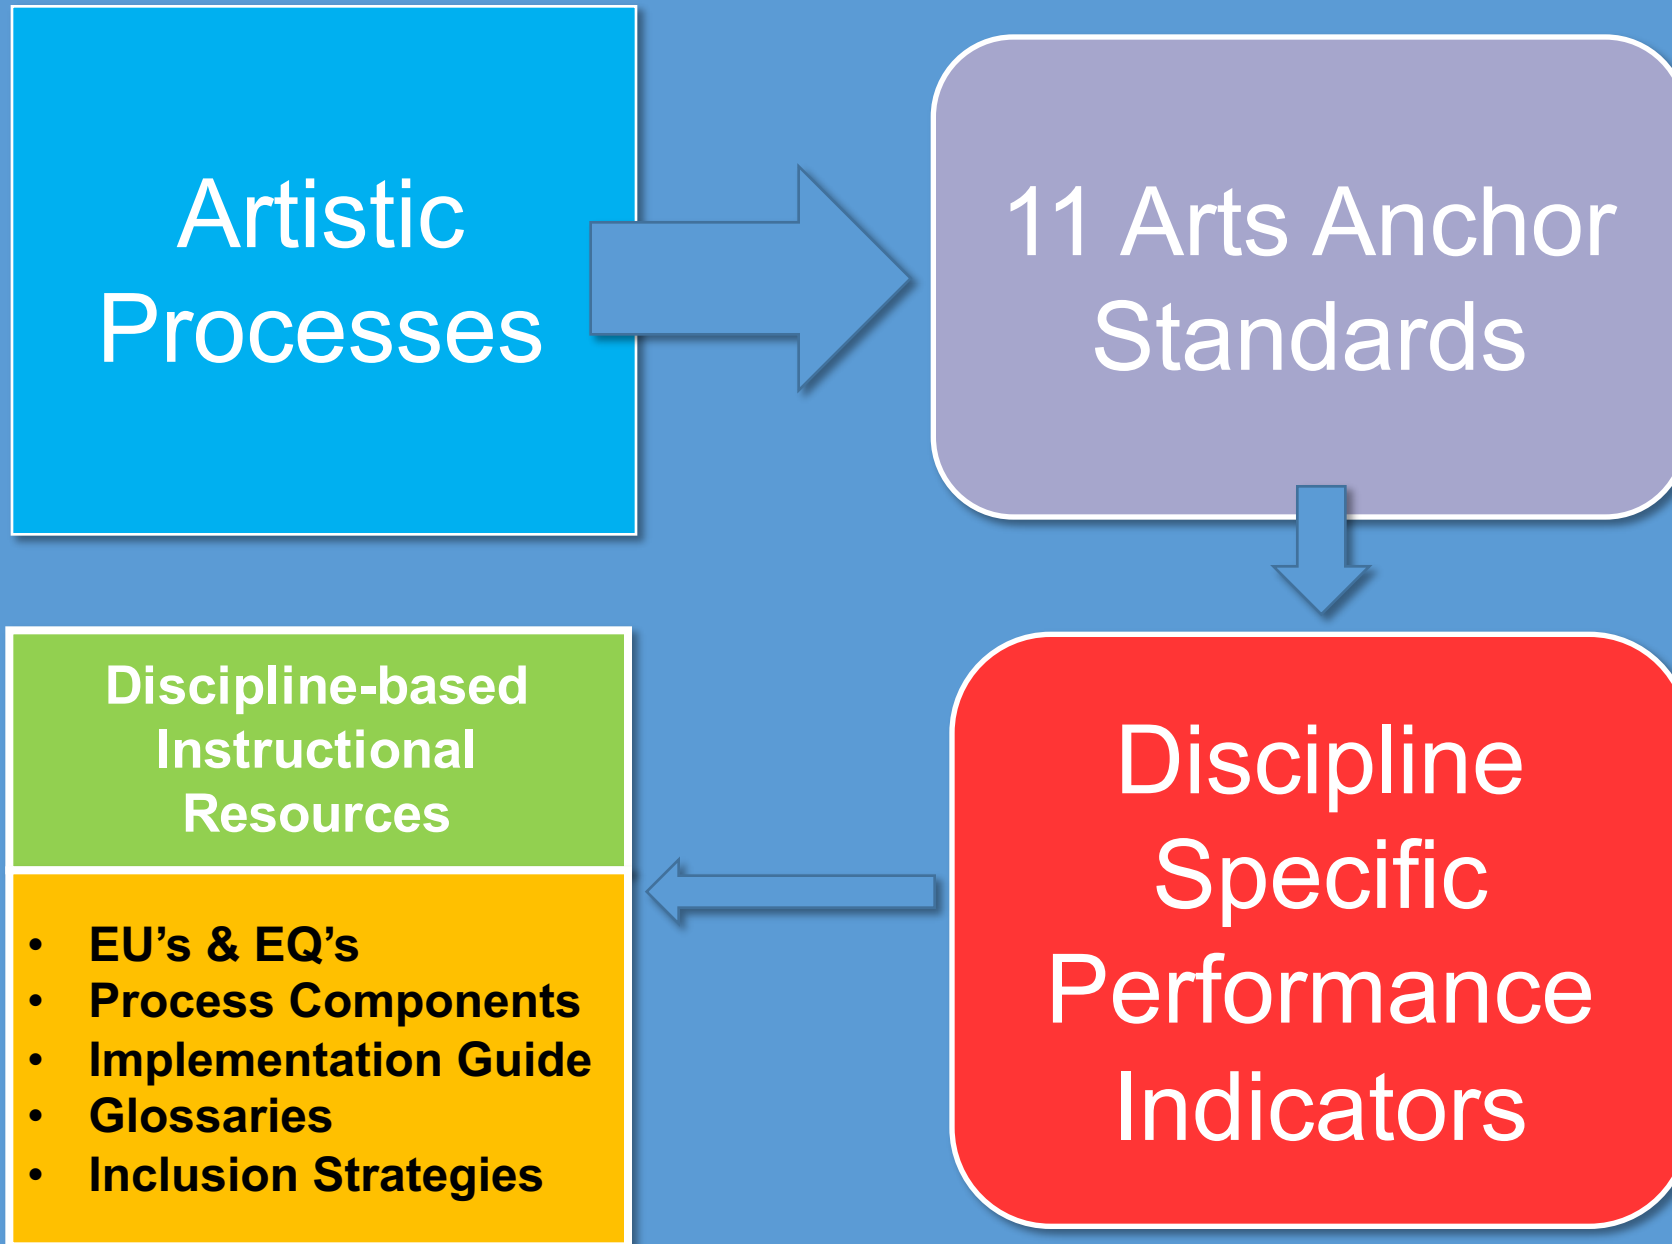 Artistic
Processes
11 Arts Anchor
Standards
Discipline
Specific
Performance
Indicators
Discipline-based
Instructional
Resources
• EU’s & EQ’s
• Process Components
• Implementation Guide
• Glossaries
• Inclusion Strategies